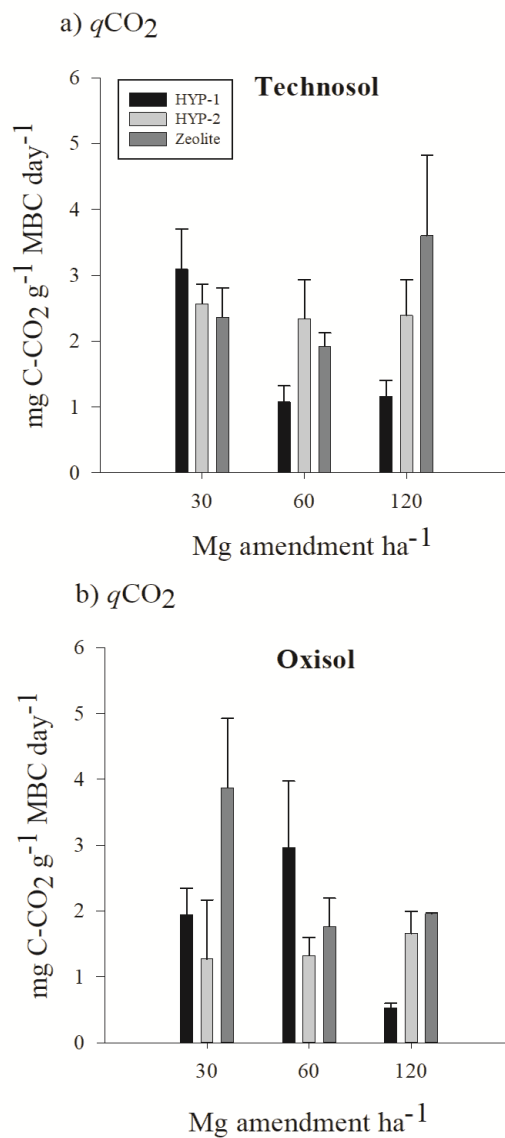 a) qCO2
Technosol
HYP-1
HYP-2
Zeolite
6
5
4
3
2
1
0
mg C-CO2 g-1 MBC day-1
30 60 120
Mg amendment ha-1
b) qCO2
Oxisol
6
5
4
3
2
1
0
mg C-CO2 g-1 MBC day-1
30 60 120
Mg amendment ha-1